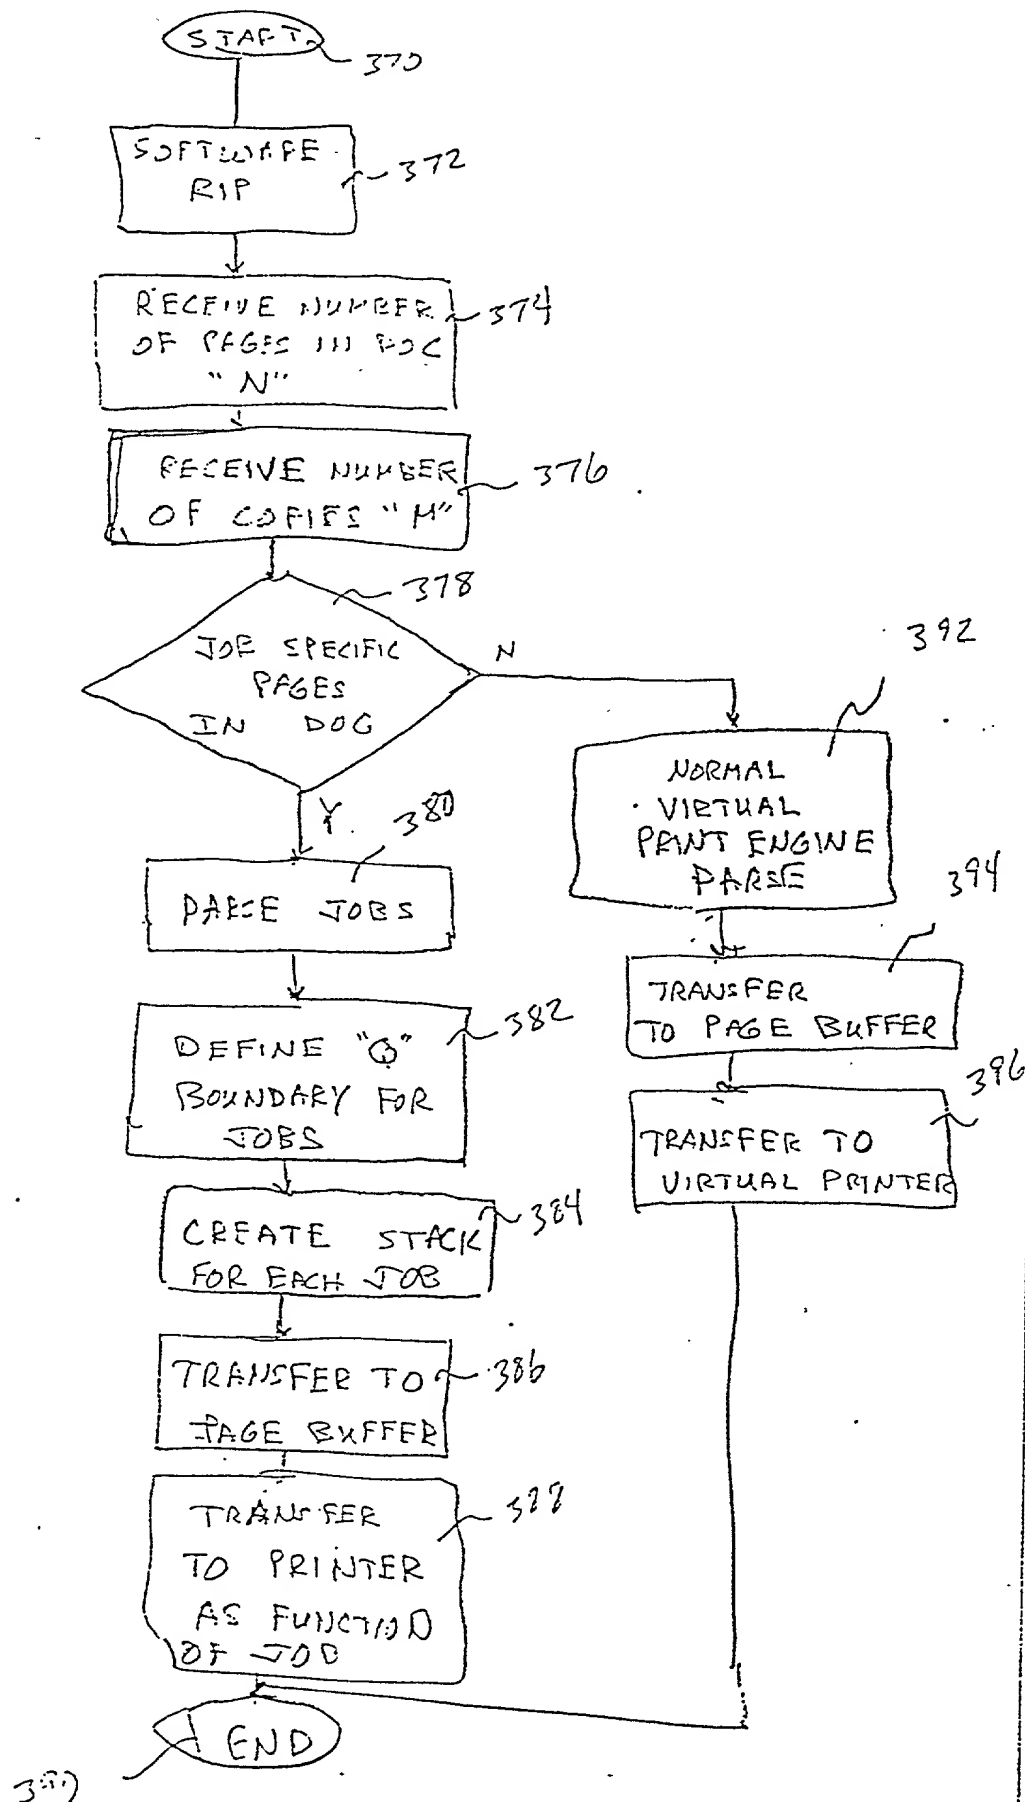 START
370
SOFTWARE
RIP
372
RECEIVE NUMBER
OF PAGES IN DOC
"N"
374
RECEIVE NUMBER
OF COPIES "M"
376
378
JOB SPECIFIC
PAGES
IN DOC
N
Y
392
NORMAL
VIRTUAL
PRINT ENGINE
PARSE
380
PARSE JOBS
394
TRANSFER
TO PAGE BUFFER
382
DEFINE "Q"
BOUNDARY FOR
JOBS
396
TRANSFER TO
VIRTUAL PRINTER
384
CREATE STACK
FOR EACH JOB
TRANSFER TO
PAGE BUFFER
386
TRANSFER
TO PRINTER
AS FUNCTION
OF JOB
388
END